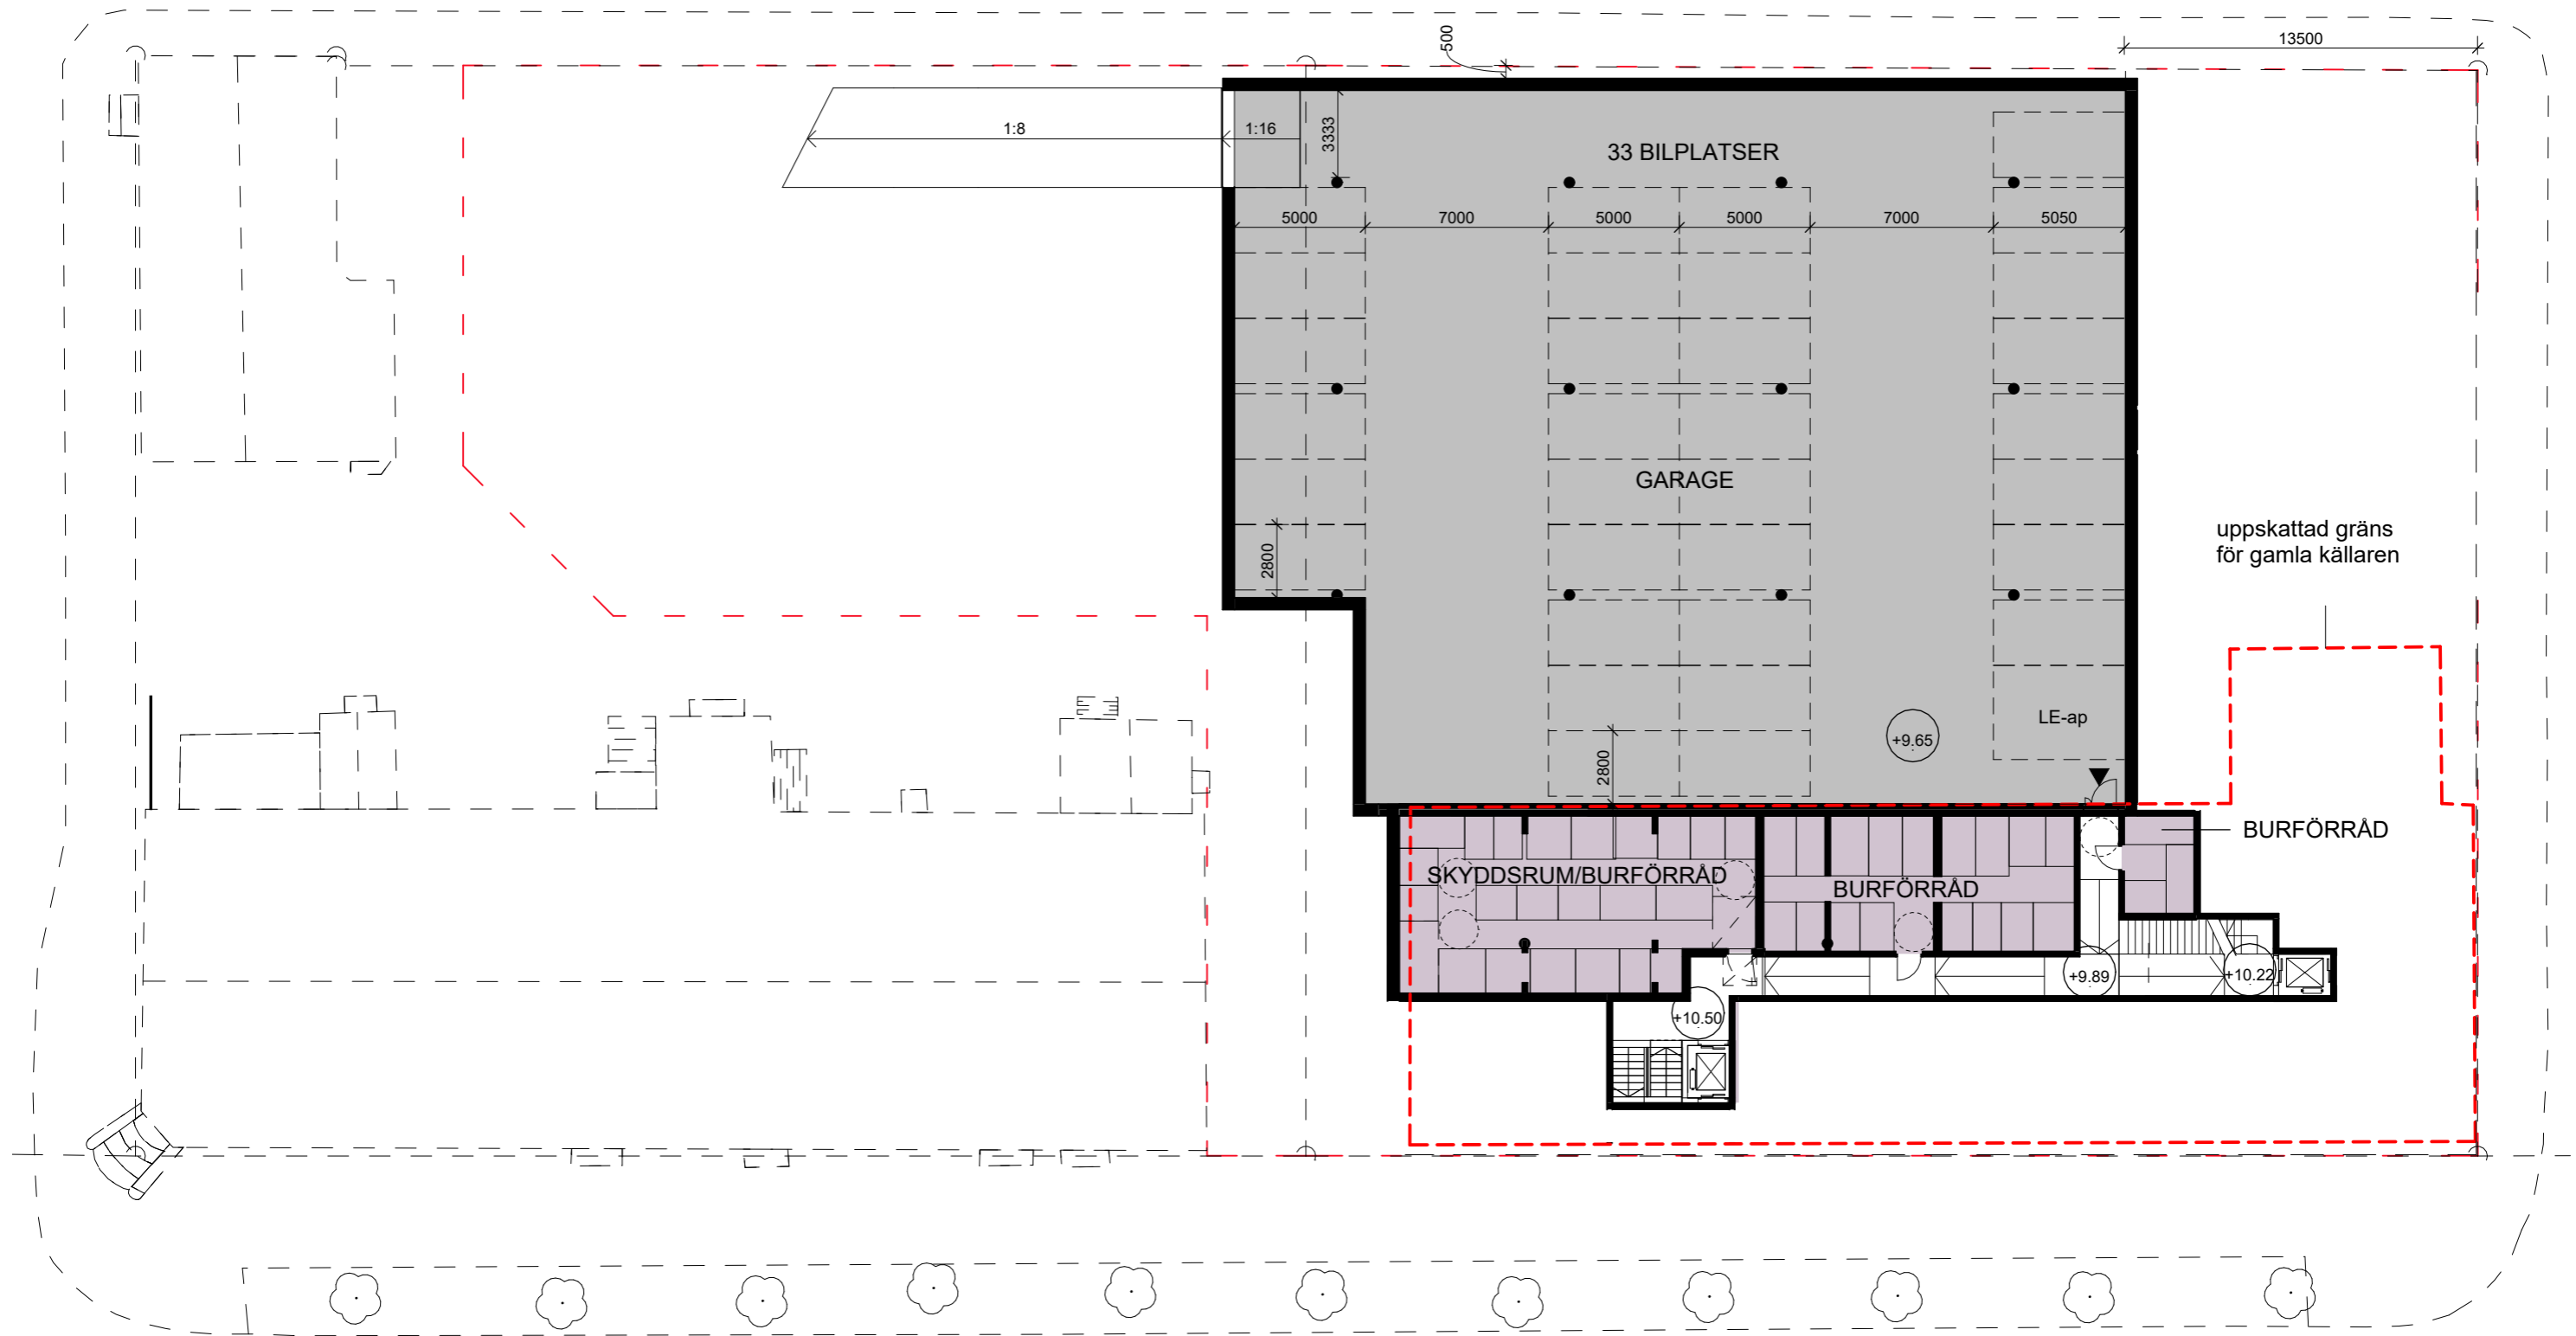 500
13500
1:8
1:16
3333
33 BILPLATSER
5000
7000
5000
5000
7000
5050
GARAGE
2800
uppskattad gräns
för gamla källaren
LE-ap
+9.65
2800
BURFÖRRÅD
SKYDDSRUM/BURFÖRRÅD
BURFÖRRÅD
+9.89
+10.22
+10.50